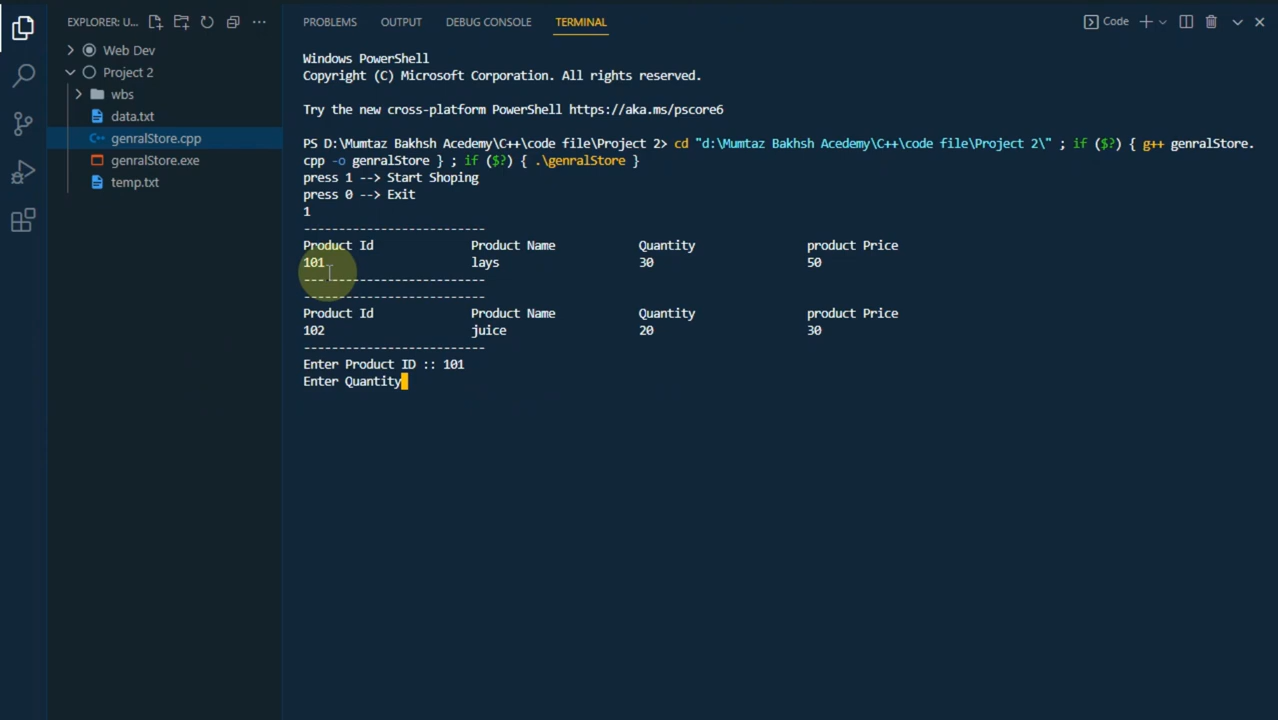 EXPLORER: U...
PROBLEMS OUTPUT DEBUG CONSOLE TERMINAL
Code
Web Dev
Project 2
wbs
data.txt
genralStore.cpp
genralStore.exe
temp.txt
Windows PowerShell
Copyright (C) Microsoft Corporation. All rights reserved.
Try the new cross-platform PowerShell https://aka.ms/pscore6
PS D:\Mumtaz Bakhsh Acedemy\C++\code file\Project 2> cd "d:\Mumtaz Bakhsh Acedemy\C++\code file\Project 2\" ; if ($?) { g++ genralStore.
cpp -o genralStore } ; if ($?) { .\genralStore }
press 1 --> Start Shoping
press 0 --> Exit
1
--------------------------
Product Id Product Name Quantity product Price
101 lays 30 50
--------------------------
--------------------------
Product Id Product Name Quantity product Price
102 juice 20 30
--------------------------
Enter Product ID :: 101
Enter Quantity